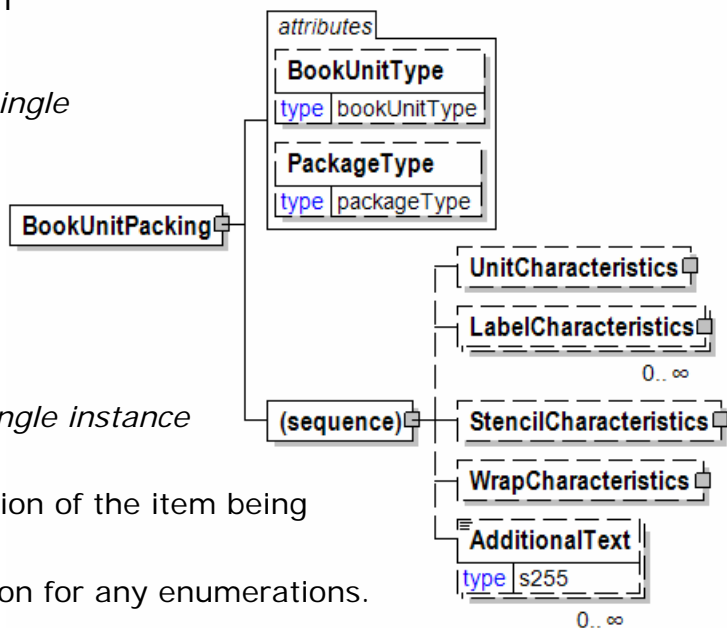 attributes
BookUnitType
type bookUnitType
ingle
PackageType
type packageType
BookUnitPacking
UnitCharacteristics
LabelCharacteristics
0.. ∞
ngle instance
(sequence)
StencilCharacteristics
WrapCharacteristics
ion of the item being
AdditionalText
type s255
on for any enumerations.
0.. ∞